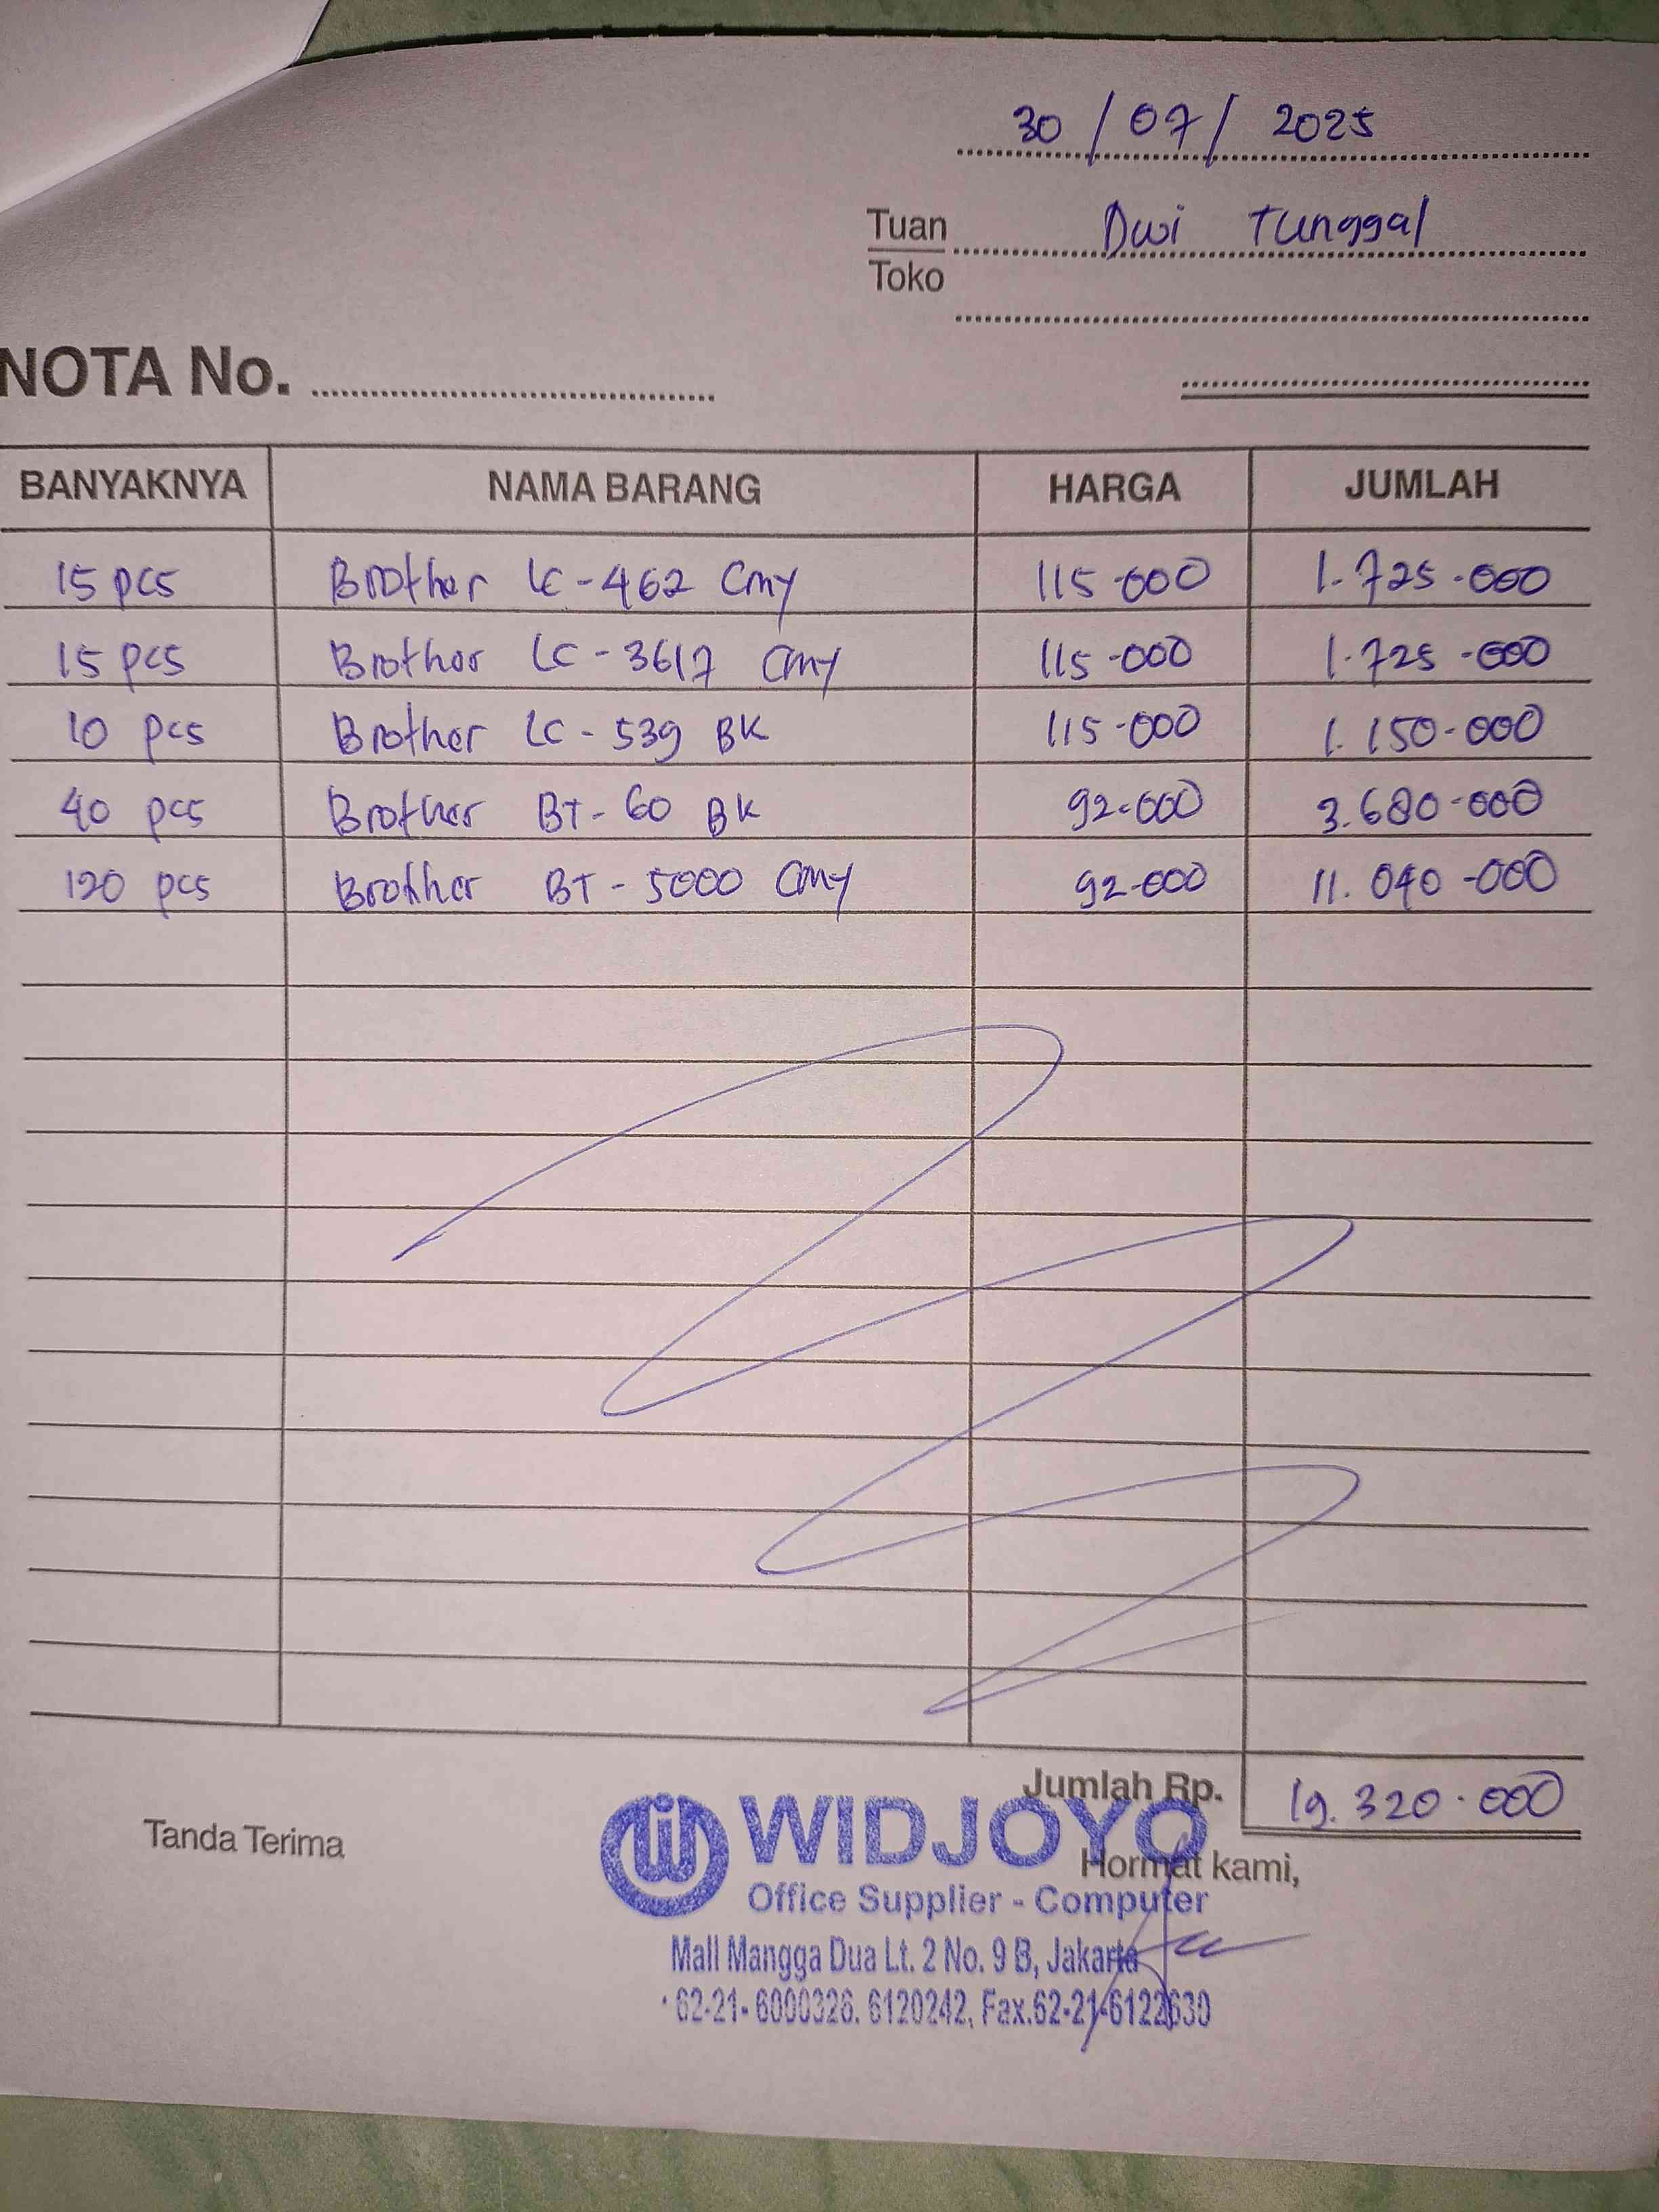 30 / 07 / 2025
Tuan Dwi Tunggal
Toko
NOTA No.
BANYAKNYA NAMA BARANG HARGA JUMLAH
15 pcs Brother LC-462 CMY 115.000 1.725.000
15 pcs Brother LC-3617 CMY 115.000 1.725.000
10 pcs Brother LC-539 BK 115.000 1.150.000
40 pcs Brother BT-60 BK 92.000 3.680.000
120 pcs Brother BT-5000 CMY 92.000 11.040.000
Jumlah Rp. 19.320.000
Tanda Terima
WIDJOYO
Hormat kami,
Office Supplier - Computer
Mall Mangga Dua Lt. 2 No. 9 B, Jakarta
62-21- 6000326. 6120242, Fax.62-21-6122630